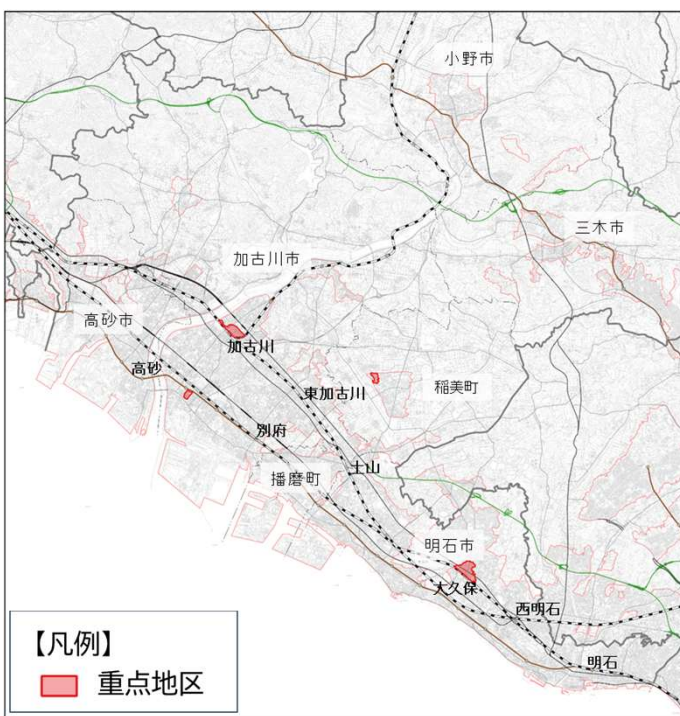 小野市
三木市
加古川市
高砂市
加古川
高砂
東加古川
稲美町
別府
土山
播磨町
明石市
大久保
西明石
明石
【凡例】
重点地区